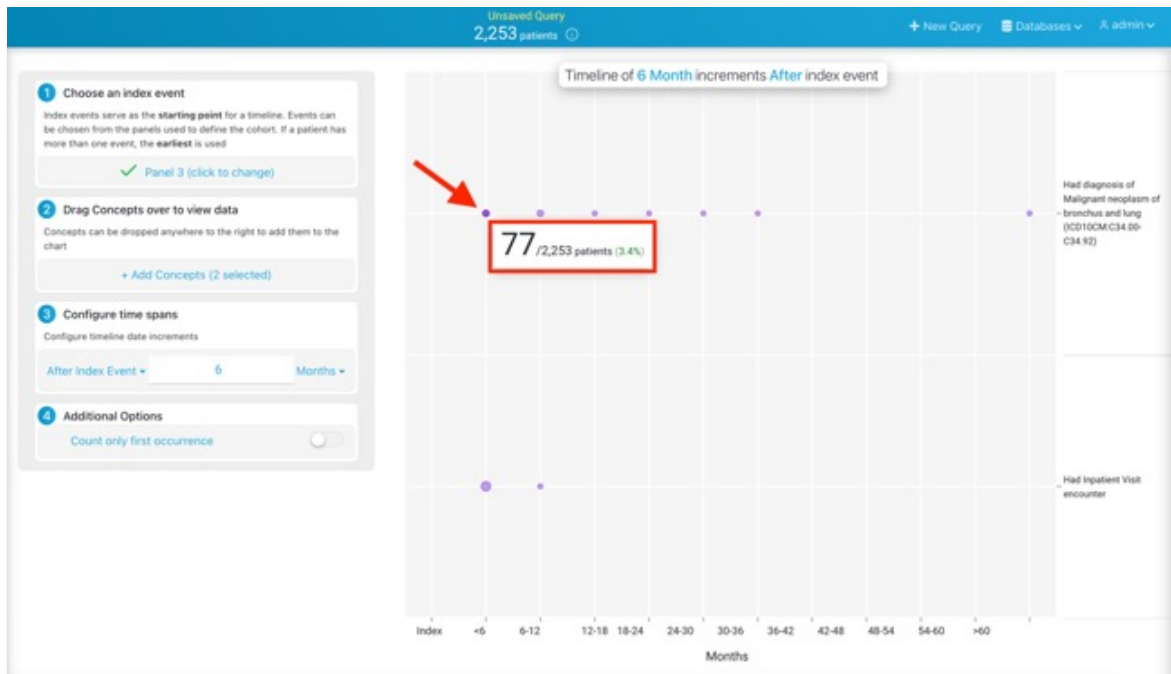 Unsaved Query
2,253 patients
+ New Query
Databases
admin
Timeline of 6 Month increments After index event
1 Choose an index event
Index events serve as the starting point for a timeline. Events can
be chosen from the panels used to define the cohort. If a patient has
more than one event, the earliest is used
Panel 3 (click to change)
2 Drag Concepts over to view data
Concepts can be dropped anywhere to the right to add them to the
chart
+ Add Concepts (2 selected)
3 Configure time spans
Configure timeline date increments
After Index Event
6
Months
4 Additional Options
Count only first occurrence
77/2,253 patients (3.4%)
Had diagnosis of
Malignant neoplasm of
bronchus and lung
(ICD10CM:C34.00-
C34.92)
Had Inpatient Visit
encounter
Index <6 6-12 12-18 18-24 24-30 30-36 36-42 42-48 48-54 54-60 >60
Months